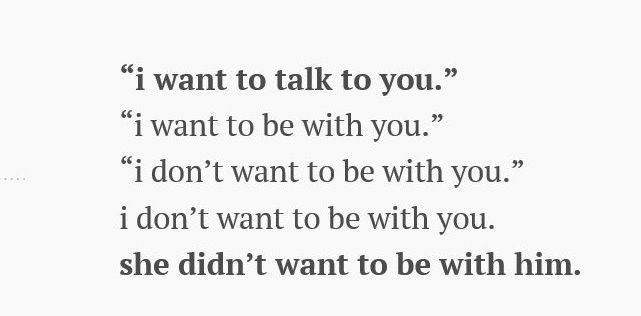 “i want to talk to you.”
“i want to be with you.”
“i don’t want to be with you.”
i don’t want to be with you.
she didn’t want to be with him.